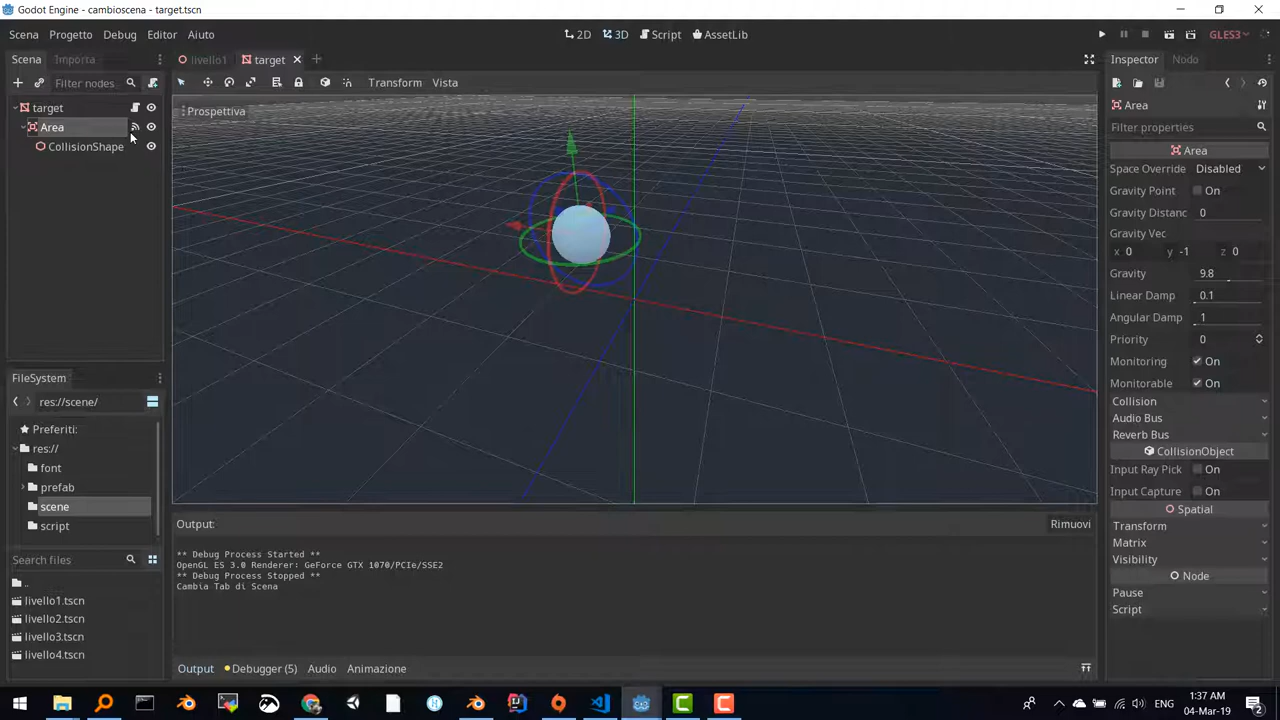 Godot Engine - cambioscena - target.tscn
Scena Progetto Debug Editor Aiuto
2D 3D Script AssetLib
GLES3
Scena Importa
livello1 target
Inspector Nodo
Filter nodes
Transform Vista
target
Area
CollisionShape
Prospettiva
Area
Filter properties
Area
Space Override Disabled
Gravity Point On
Gravity Distanc 0
Gravity Vec
x 0 y -1 z 0
Gravity 9.8
Linear Damp 0.1
Angular Damp 1
Priority 0
Monitoring On
Monitorable On
Collision
Audio Bus
Reverb Bus
CollisionObject
Input Ray Pick On
Input Capture On
Spatial
Transform
Matrix
Visibility
Node
Pause
Script
FileSystem
res://scene/
Preferiti:
res://
font
prefab
scene
script
Search files
..
livello1.tscn
livello2.tscn
livello3.tscn
livello4.tscn
Output:
Rimuovi
** Debug Process Started **
OpenGL ES 3.0 Renderer: GeForce GTX 1070/PCIe/SSE2
** Debug Process Stopped **
Cambia Tab di Scena
Output Debugger (5) Audio Animazione
1:37 AM
04-Mar-19
2